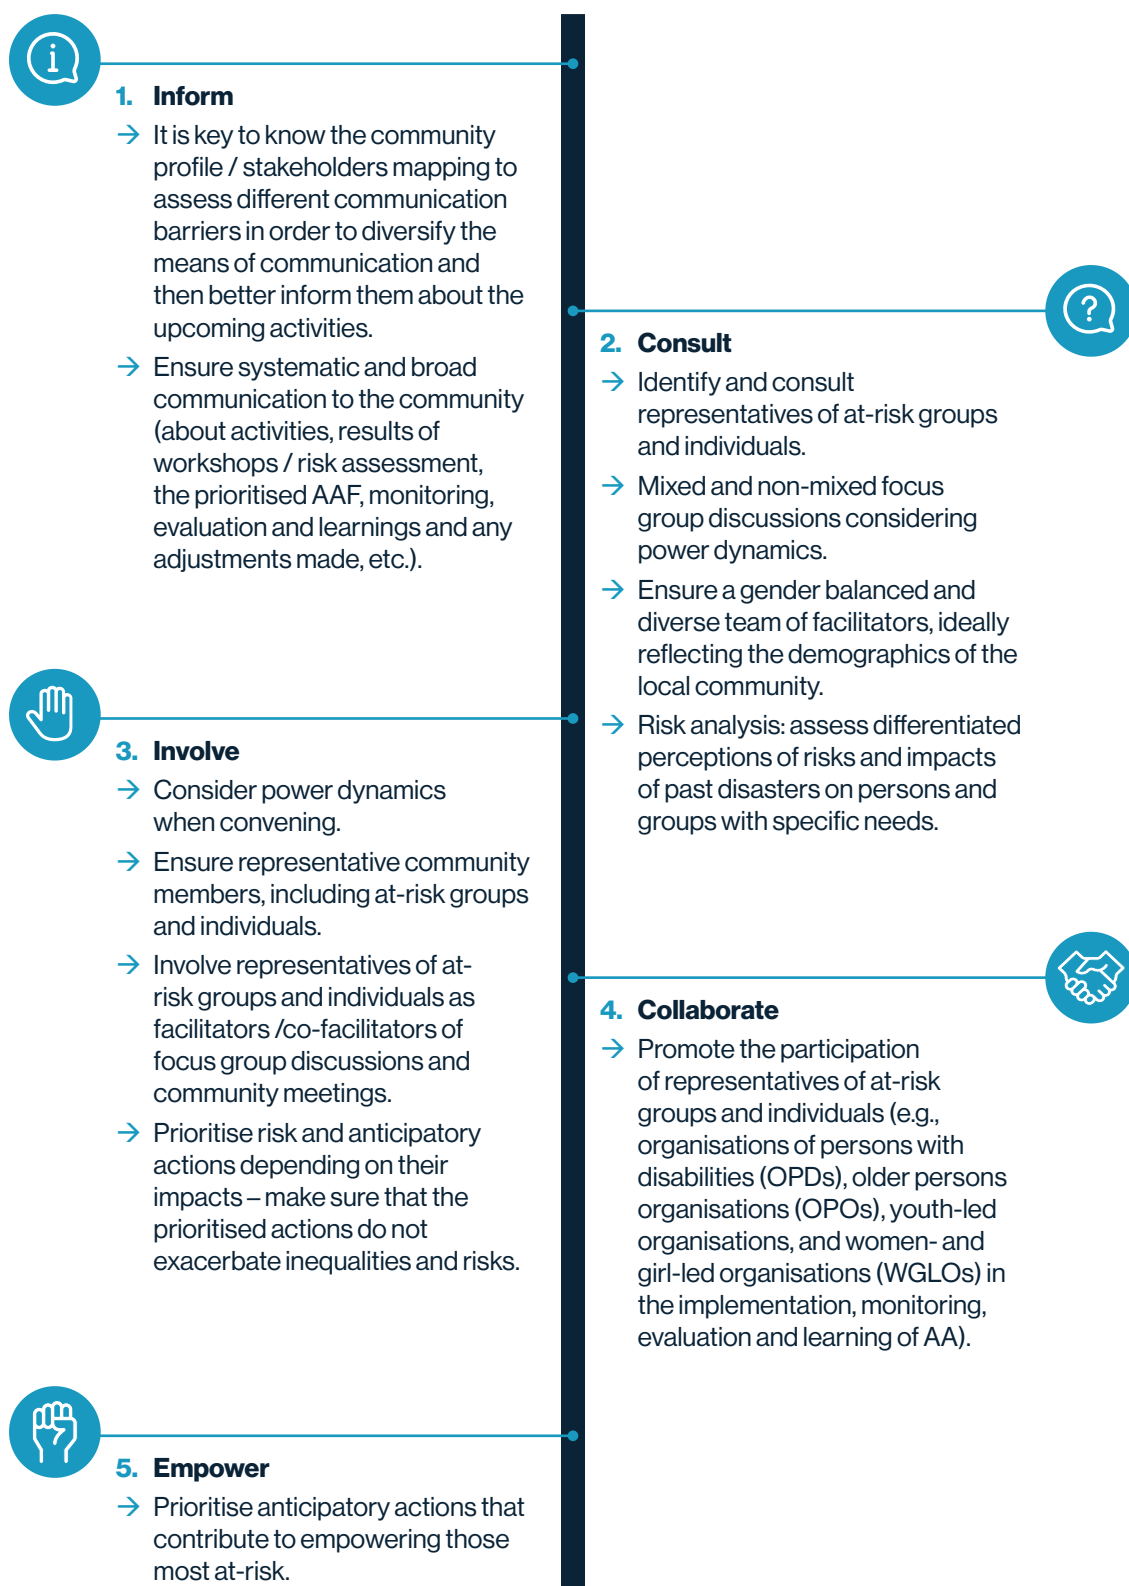 1. Inform
→ It is key to know the community
profile / stakeholders mapping to
assess different communication
barriers in order to diversify the
means of communication and
then better inform them about the
upcoming activities.
→ Ensure systematic and broad
communication to the community
(about activities, results of
workshops / risk assessment,
the prioritised AAF, monitoring,
evaluation and learnings and any
adjustments made, etc.).
2. Consult
→ Identify and consult
representatives of at-risk groups
and individuals.
→ Mixed and non-mixed focus
group discussions considering
power dynamics.
→ Ensure a gender balanced and
diverse team of facilitators, ideally
reflecting the demographics of the
local community.
→ Risk analysis: assess differentiated
perceptions of risks and impacts
of past disasters on persons and
groups with specific needs.
3. Involve
→ Consider power dynamics
when convening.
→ Ensure representative community
members, including at-risk groups
and individuals.
→ Involve representatives of at-
risk groups and individuals as
facilitators /co-facilitators of
focus group discussions and
community meetings.
→ Prioritise risk and anticipatory
actions depending on their
impacts – make sure that the
prioritised actions do not
exacerbate inequalities and risks.
4. Collaborate
→ Promote the participation
of representatives of at-risk
groups and individuals (e.g.,
organisations of persons with
disabilities (OPDs), older persons
organisations (OPOs), youth-led
organisations, and women- and
girl-led organisations (WGLOs) in
the implementation, monitoring,
evaluation and learning of AA).
5. Empower
→ Prioritise anticipatory actions that
contribute to empowering those
most at-risk.